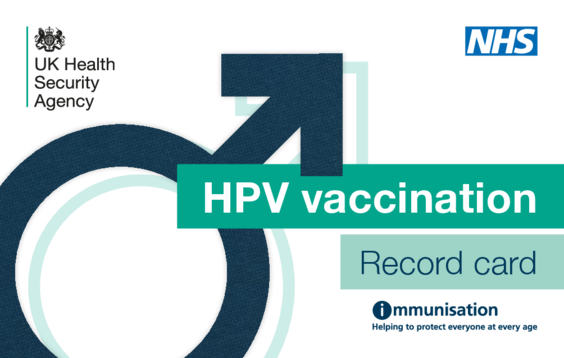 UK Health
Security
Agency
NHS
HPV vaccination
Record card
immunisation
Helping to protect everyone at every age